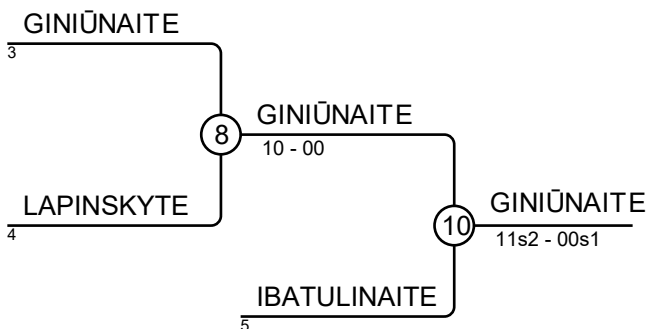 GINIŪNAITE
3
8
GINIŪNAITE
10 - 00
LAPINSKYTE
4
10
GINIŪNAITE
11s2 - 00s1
IBATULINAITE
5